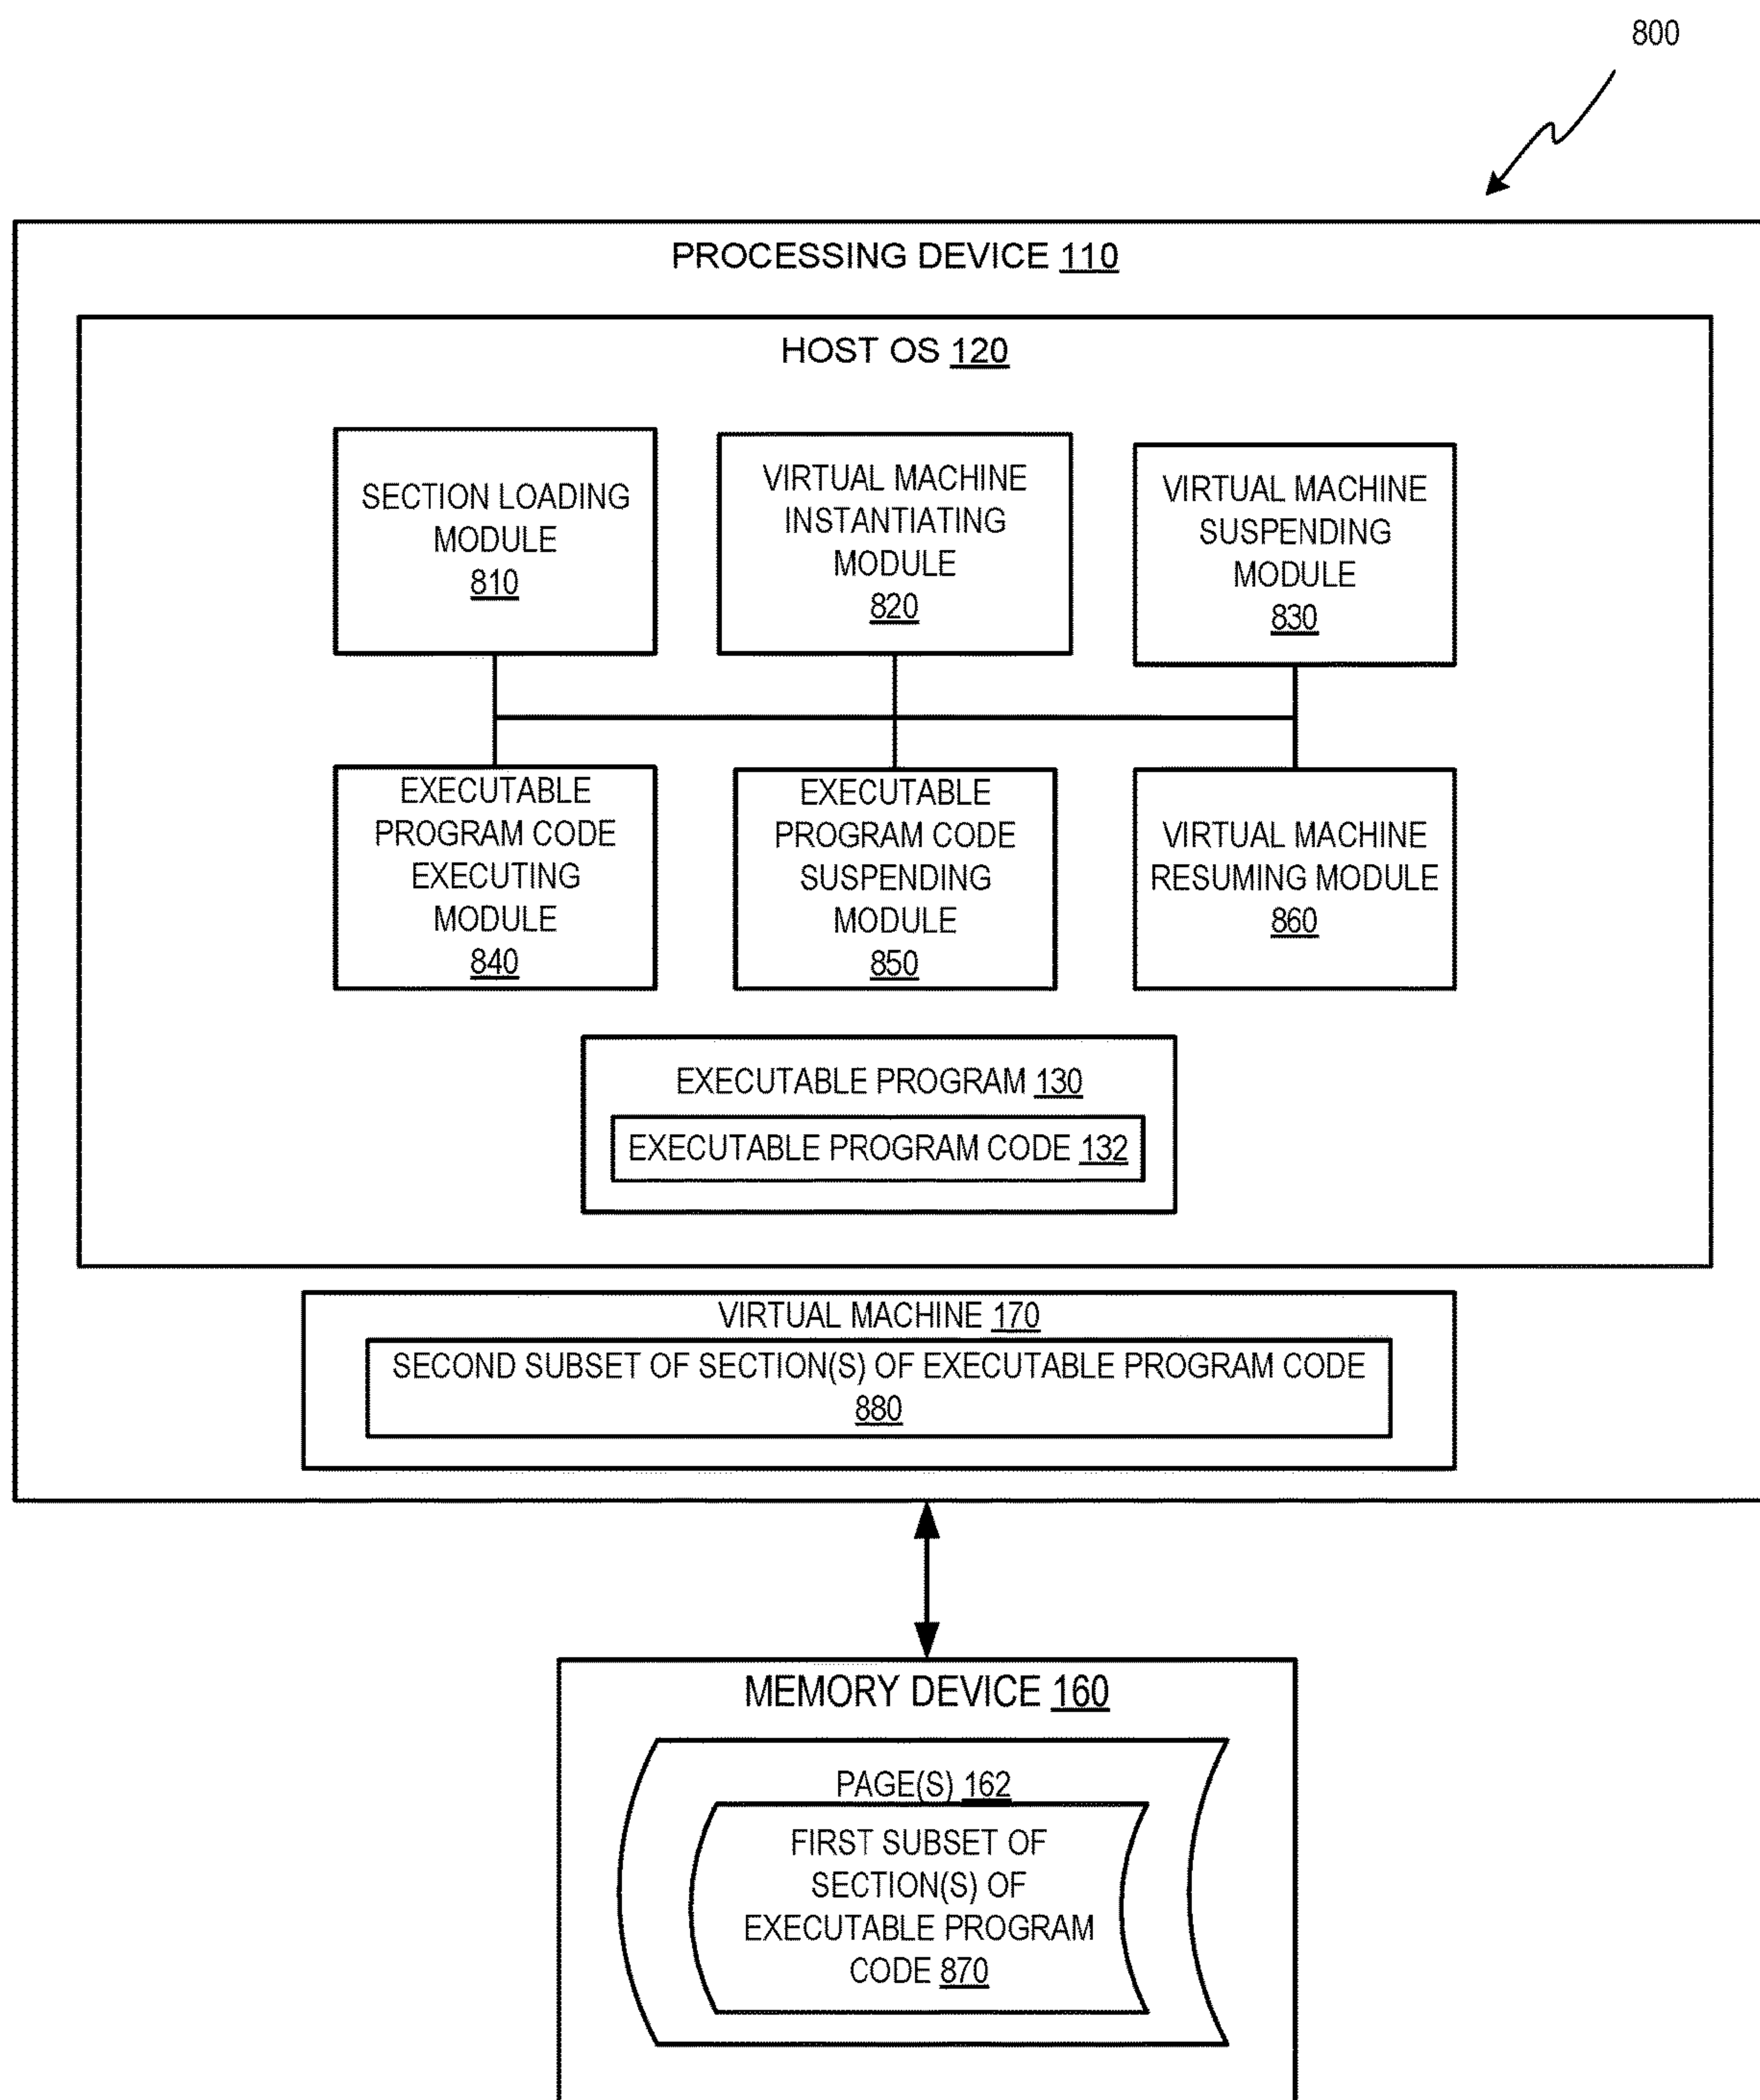 800
PROCESSING DEVICE 110
HOST OS 120
SECTION LOADING
MODULE
810
VIRTUAL MACHINE
INSTANTIATING
MODULE
820
VIRTUAL MACHINE
SUSPENDING
MODULE
830
EXECUTABLE
PROGRAM CODE
EXECUTING
MODULE
840
EXECUTABLE
PROGRAM CODE
SUSPENDING
MODULE
850
VIRTUAL MACHINE
RESUMING MODULE
860
EXECUTABLE PROGRAM 130
EXECUTABLE PROGRAM CODE 132
VIRTUAL MACHINE 170
SECOND SUBSET OF SECTION(S) OF EXECUTABLE PROGRAM CODE
880
MEMORY DEVICE 160
PAGE(S) 162
FIRST SUBSET OF
SECTION(S) OF
EXECUTABLE PROGRAM
CODE 870